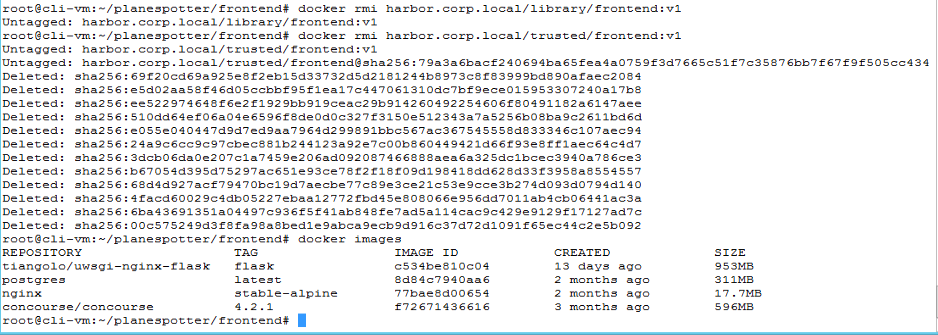 root@cli-vm:~/planespotter/frontend# docker rmi harbor.corp.local/library/frontend:v1
Untagged: harbor.corp.local/library/frontend:v1
root@cli-vm:~/planespotter/frontend# docker rmi harbor.corp.local/trusted/frontend:v1
Untagged: harbor.corp.local/trusted/frontend:v1
Untagged: harbor.corp.local/trusted/frontend@sha256:79a3a6bacf240694ba65fea4a0759f3d7665c51f7c35876bb7f67f9f505cc434
Deleted: sha256:69f20cd69a925e8f2eb15d33732d5d2181244b8973c8f83999bd890afaec2084
Deleted: sha256:e5d02aa58f46d05ccbbf95f1ea17c447061310dc7bf9ece015953307240a17b8
Deleted: sha256:ee522974648f6e2f1929bb919ceac29b914260492254606f80491182a6147aee
Deleted: sha256:510dd64ef06a04e6596f8de0d0c327f3150e512343a7a5256b08ba9c2611bd6d
Deleted: sha256:e055e040447d9d7ed9aa7964d299891bbc567ac367545558d833346c107aec94
Deleted: sha256:24a9c6cc9c97cbec881b244123a92e7c00b860449421d66f93e8ff1aec64c4d7
Deleted: sha256:3dcb06da0e207c1a7459e206ad092087466888aea6a325dc1bcec3940a786ce3
Deleted: sha256:b67054d395d75297ac651e93ce78f2f18f09d198418dd628d33f3958a8554557
Deleted: sha256:68d4d927acf79470bc19d7aecbe77c89e3ce21c53e9cce3b274d093d0794d140
Deleted: sha256:4facd60029c4db05227ebaa12772fbd45e808066e956dd7011ab4cb06441ac3a
Deleted: sha256:6ba43691351a04497c936f5f41ab848fe7ad5a114cac9c429e9129f17127ad7c
Deleted: sha256:00c575249d3f8fa98a8bed1e9abca9ecb9d916c37d72d1091f65ec44c2e5b092
root@cli-vm:~/planespotter/frontend# docker images
REPOSITORY TAG IMAGE ID CREATED SIZE
tiangolo/uwsgi-nginx-flask flask c534be810c04 13 days ago 953MB
postgres latest 8d84c7940aa6 2 months ago 311MB
nginx stable-alpine 77bae8d00654 2 months ago 17.7MB
concourse/concourse 4.2.1 f72671436616 3 months ago 596MB
root@cli-vm:~/planespotter/frontend#